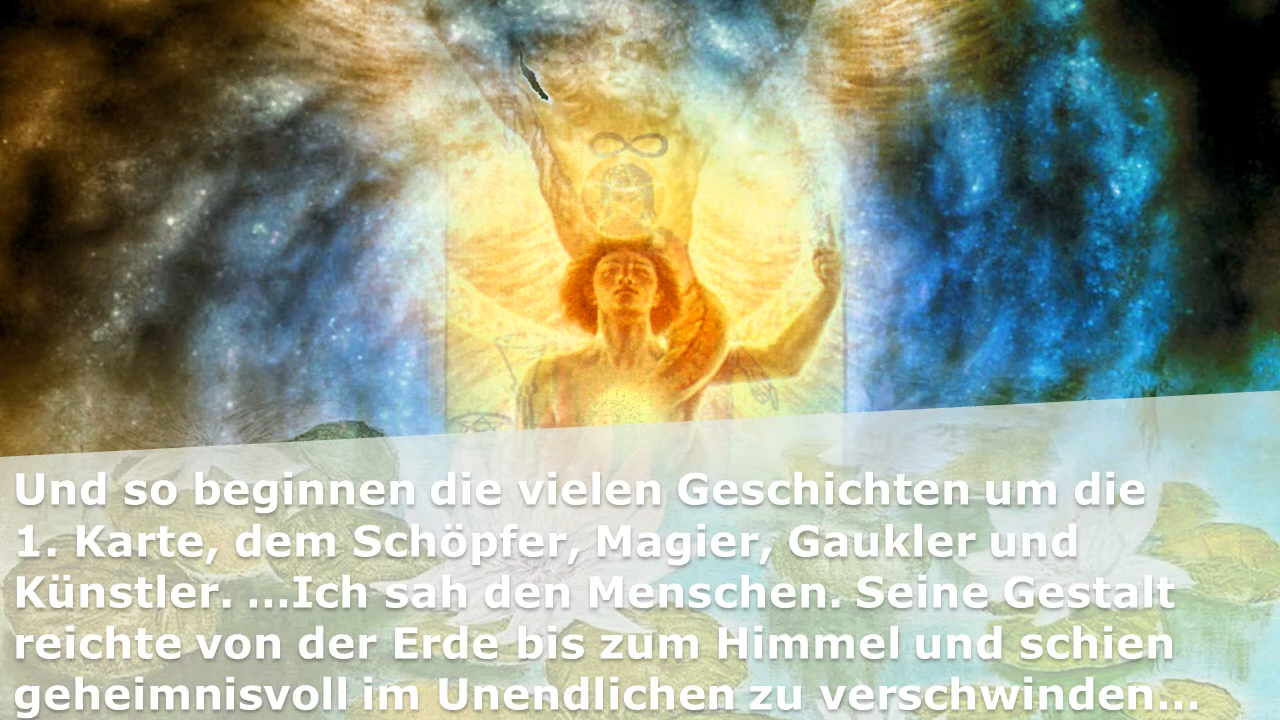 Und so beginnen die vielen Geschichten um die
1. Karte, dem Schöpfer, Magier, Gaukler und
Künstler. ...Ich sah den Menschen. Seine Gestalt
reichte von der Erde bis zum Himmel und schien
geheimnisvoll im Unendlichen zu verschwinden...